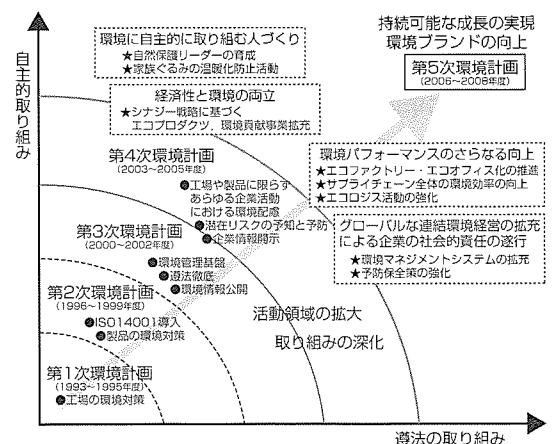 持続可能な成長の実現
環境ブランドの向上
第5次環境計画
(2006~2008年度)
環境に自主的に取り組む人づくり
★自然保護リーダーの育成
★家族ぐるみの温暖化防止活動
経済性と環境の両立
★シナジー戦略に基づく
エコプロダクツ、環境貢献事業拡充
環境パフォーマンスのさらなる向上
★エコファクトリー・エコオフィス化の推進
★サプライチェーン全体の環境効率の向上
★エコロジス活動の強化
グローバルな連結環境経営の拡充
による企業の社会的責任の遂行
★環境マネジメントシステムの拡充
★予防保全策の強化
第4次環境計画
(2003~2005年度)
●工場や製品に限らず
あらゆる企業活動
における環境配慮
●潜在リスクの予知と予防
●企業情報開示
第3次環境計画
(2000~2002年度)
●環境管理基盤
●遵法徹底
●環境情報公開
第2次環境計画
(1996~1999年度)
●ISO14001導入
●製品の環境対策
第1次環境計画
(1993~1995年度)
●工場の環境対策
活動領域の拡大
取り組みの深化
自主的取り組み
遵法の取り組み